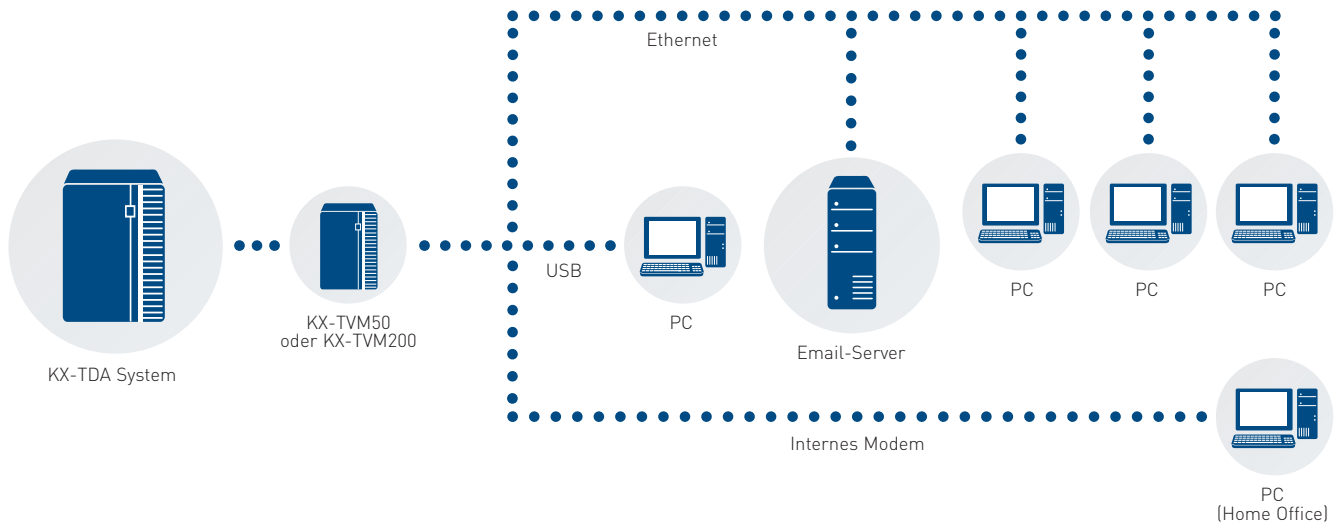 Ethernet
USB
KX-TDA System
KX-TVM50
oder KX-TVM200
PC
Email-Server
PC
PC
PC
Internes Modem
PC
(Home Office)